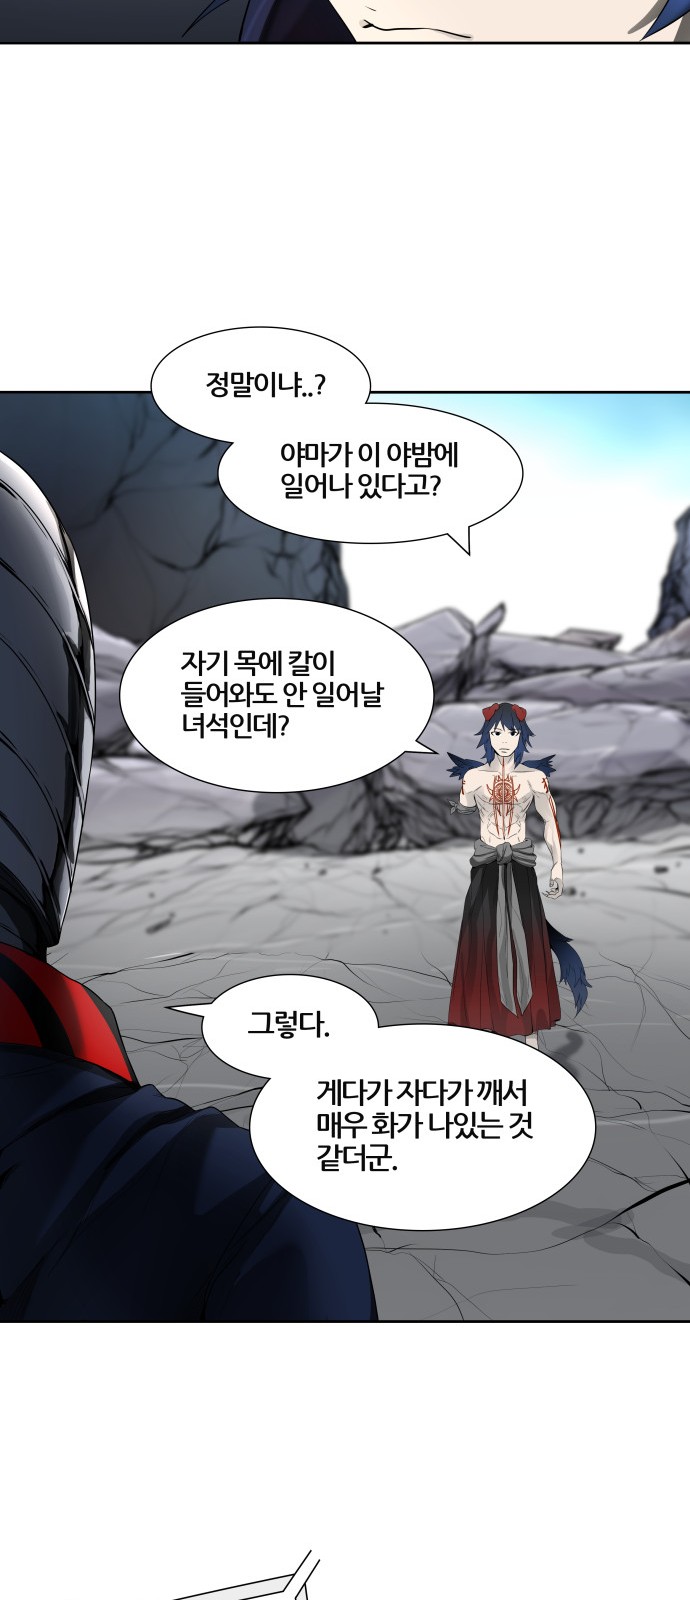 정말이냐..?
야마가 이 야밤에
일어나 있다고?
자기 목에 칼이
들어와도 안 일어날
녀석인데?
그렇다.
게다가 자다가 깨서
매우 화가 나있는 것
같더군.